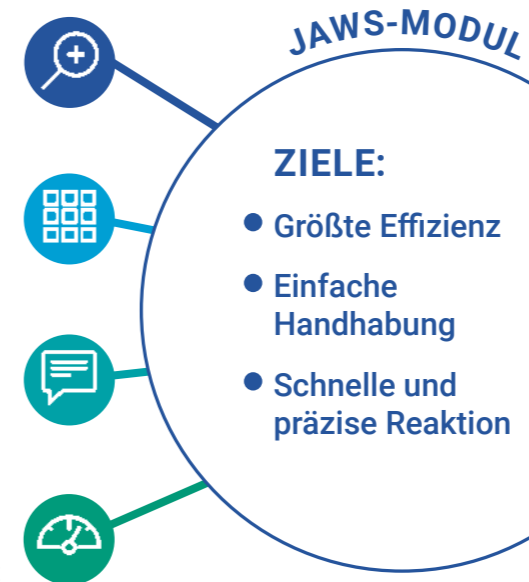 JAWS-MODUL
ZIELE:
Größte Effizienz
Einfache
Handhabung
Schnelle und
präzise Reaktion